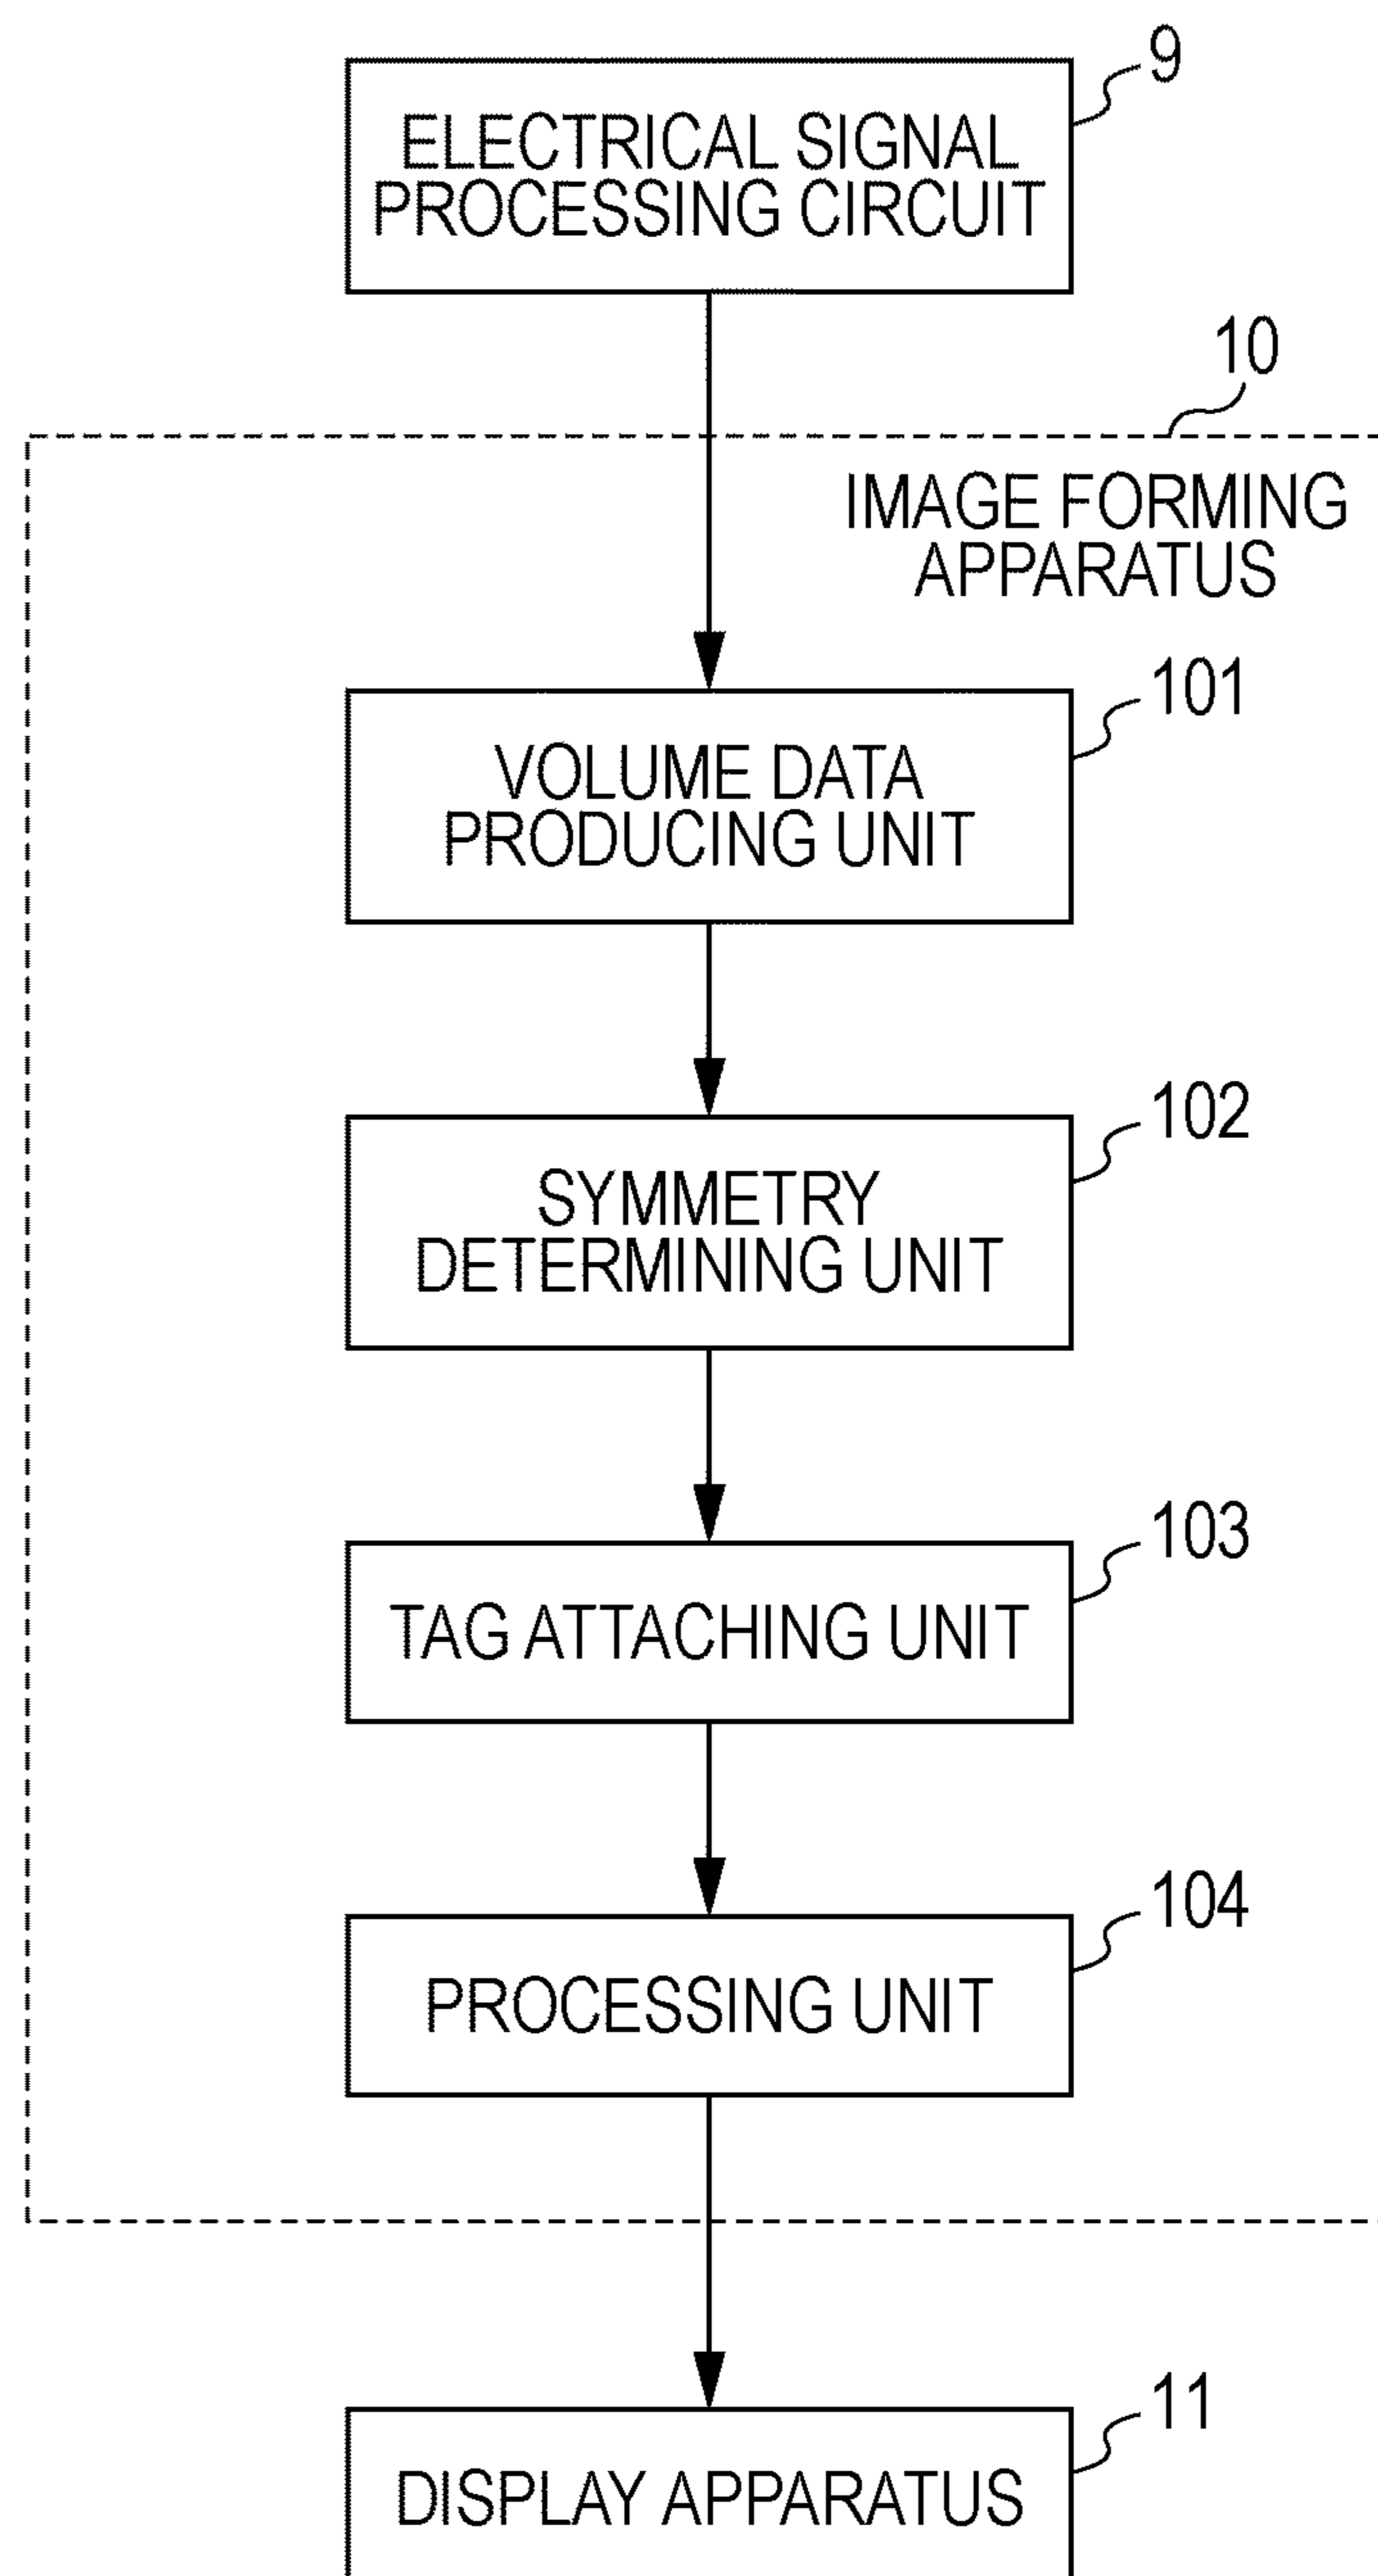 9
ELECTRICAL SIGNAL
PROCESSING CIRCUIT
10
IMAGE FORMING
APPARATUS
101
VOLUME DATA
PRODUCING UNIT
102
SYMMETRY
DETERMINING UNIT
103
TAG ATTACHING UNIT
104
PROCESSING UNIT
11
DISPLAY APPARATUS